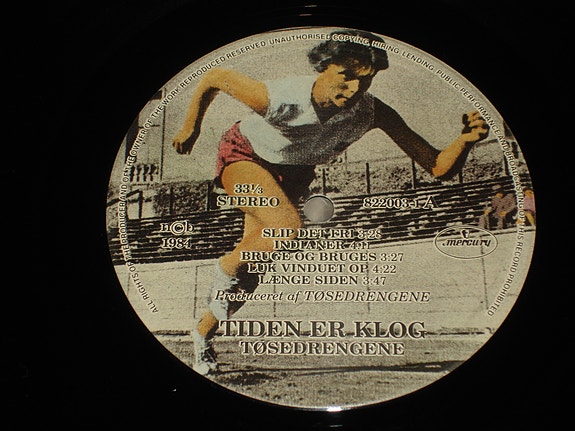 ALL RIGHTS OF THE PRODUCER AND OF THE OWNER OF THE WORK REPRODUCED RESERVED. UNAUTHORISED COPYING, HIRING, LENDING, PUBLIC PERFORMANCE AND BROADCASTING OF THIS RECORD PROHIBITED
33⅓
STEREO
822003-1 A
n©b
1984
mercury
SLIP DET FRI 3:28
INDIANER 4:11
BRUGE OG BRUGES 3:27
LUK VINDUET OP 4:22
LÆNGE SIDEN 3:47
Produceret af TØSEDRENGENE
TIDEN ER KLOG
TØSEDRENGENE